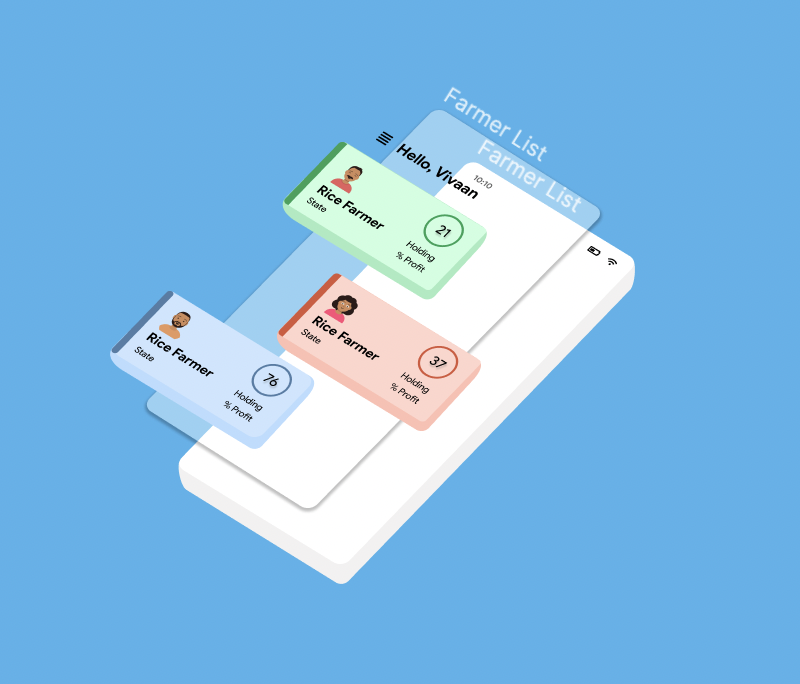 Farmer List
Farmer List
Hello, Vivaan
10:10
Rice Farmer
State
21
Holding
% Profit
Rice Farmer
State
37
Holding
% Profit
Rice Farmer
State
76
Holding
% Profit